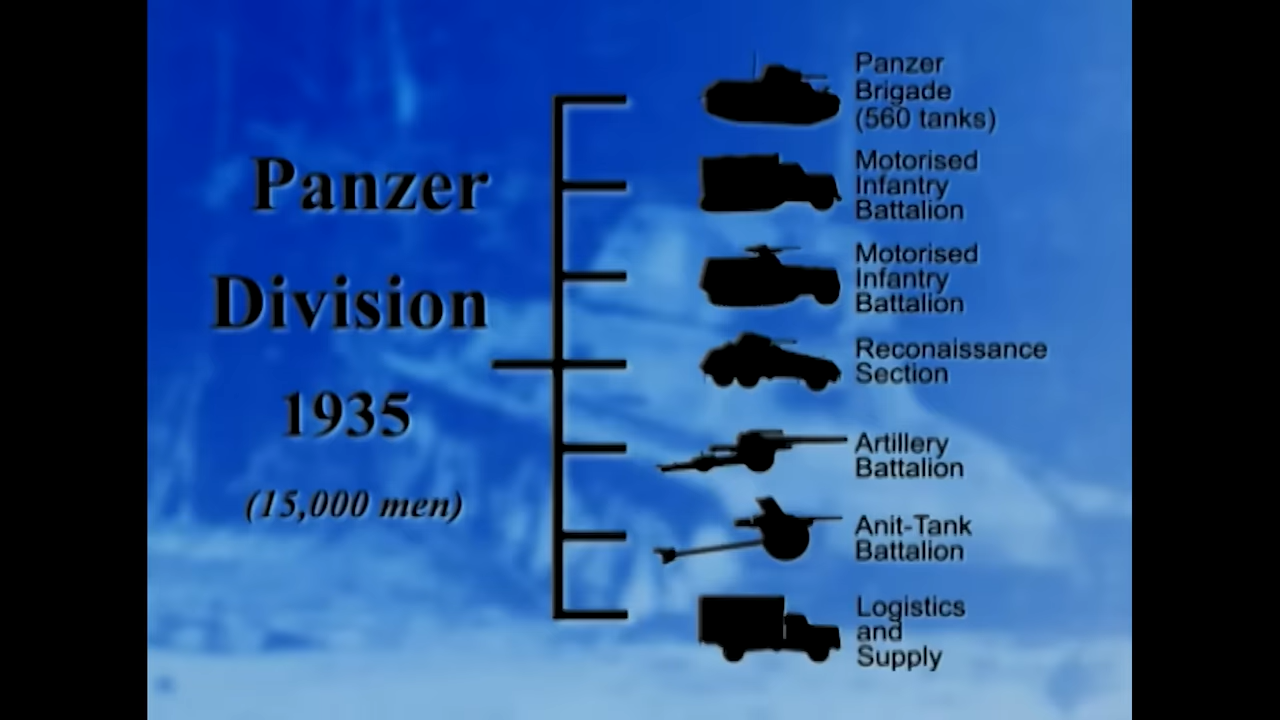 Panzer
Division
1935
(15,000 men)
Panzer
Brigade
(560 tanks)
Motorised
Infantry
Battalion
Motorised
Infantry
Battalion
Reconaissance
Section
Artillery
Battalion
Anit-Tank
Battalion
Logistics
and
Supply